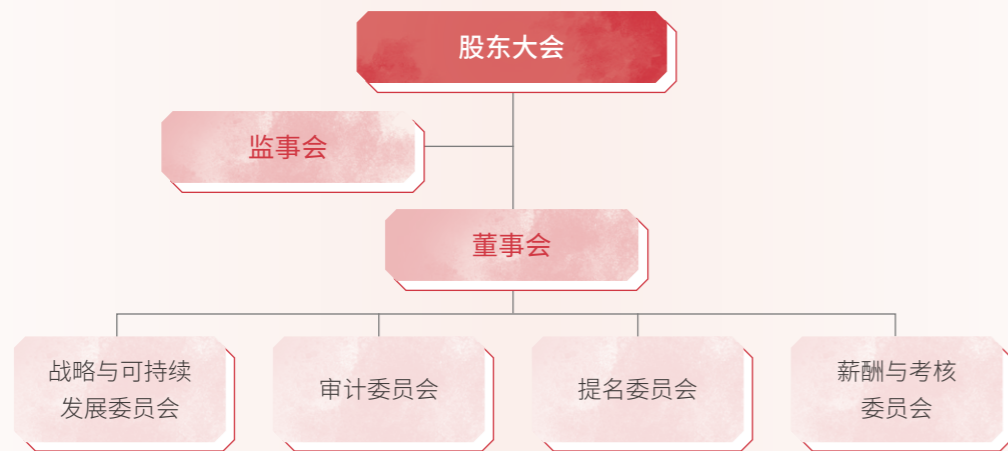 股东大会
监事会
董事会
战略与可持续
发展委员会
审计委员会
提名委员会
薪酬与考核
委员会